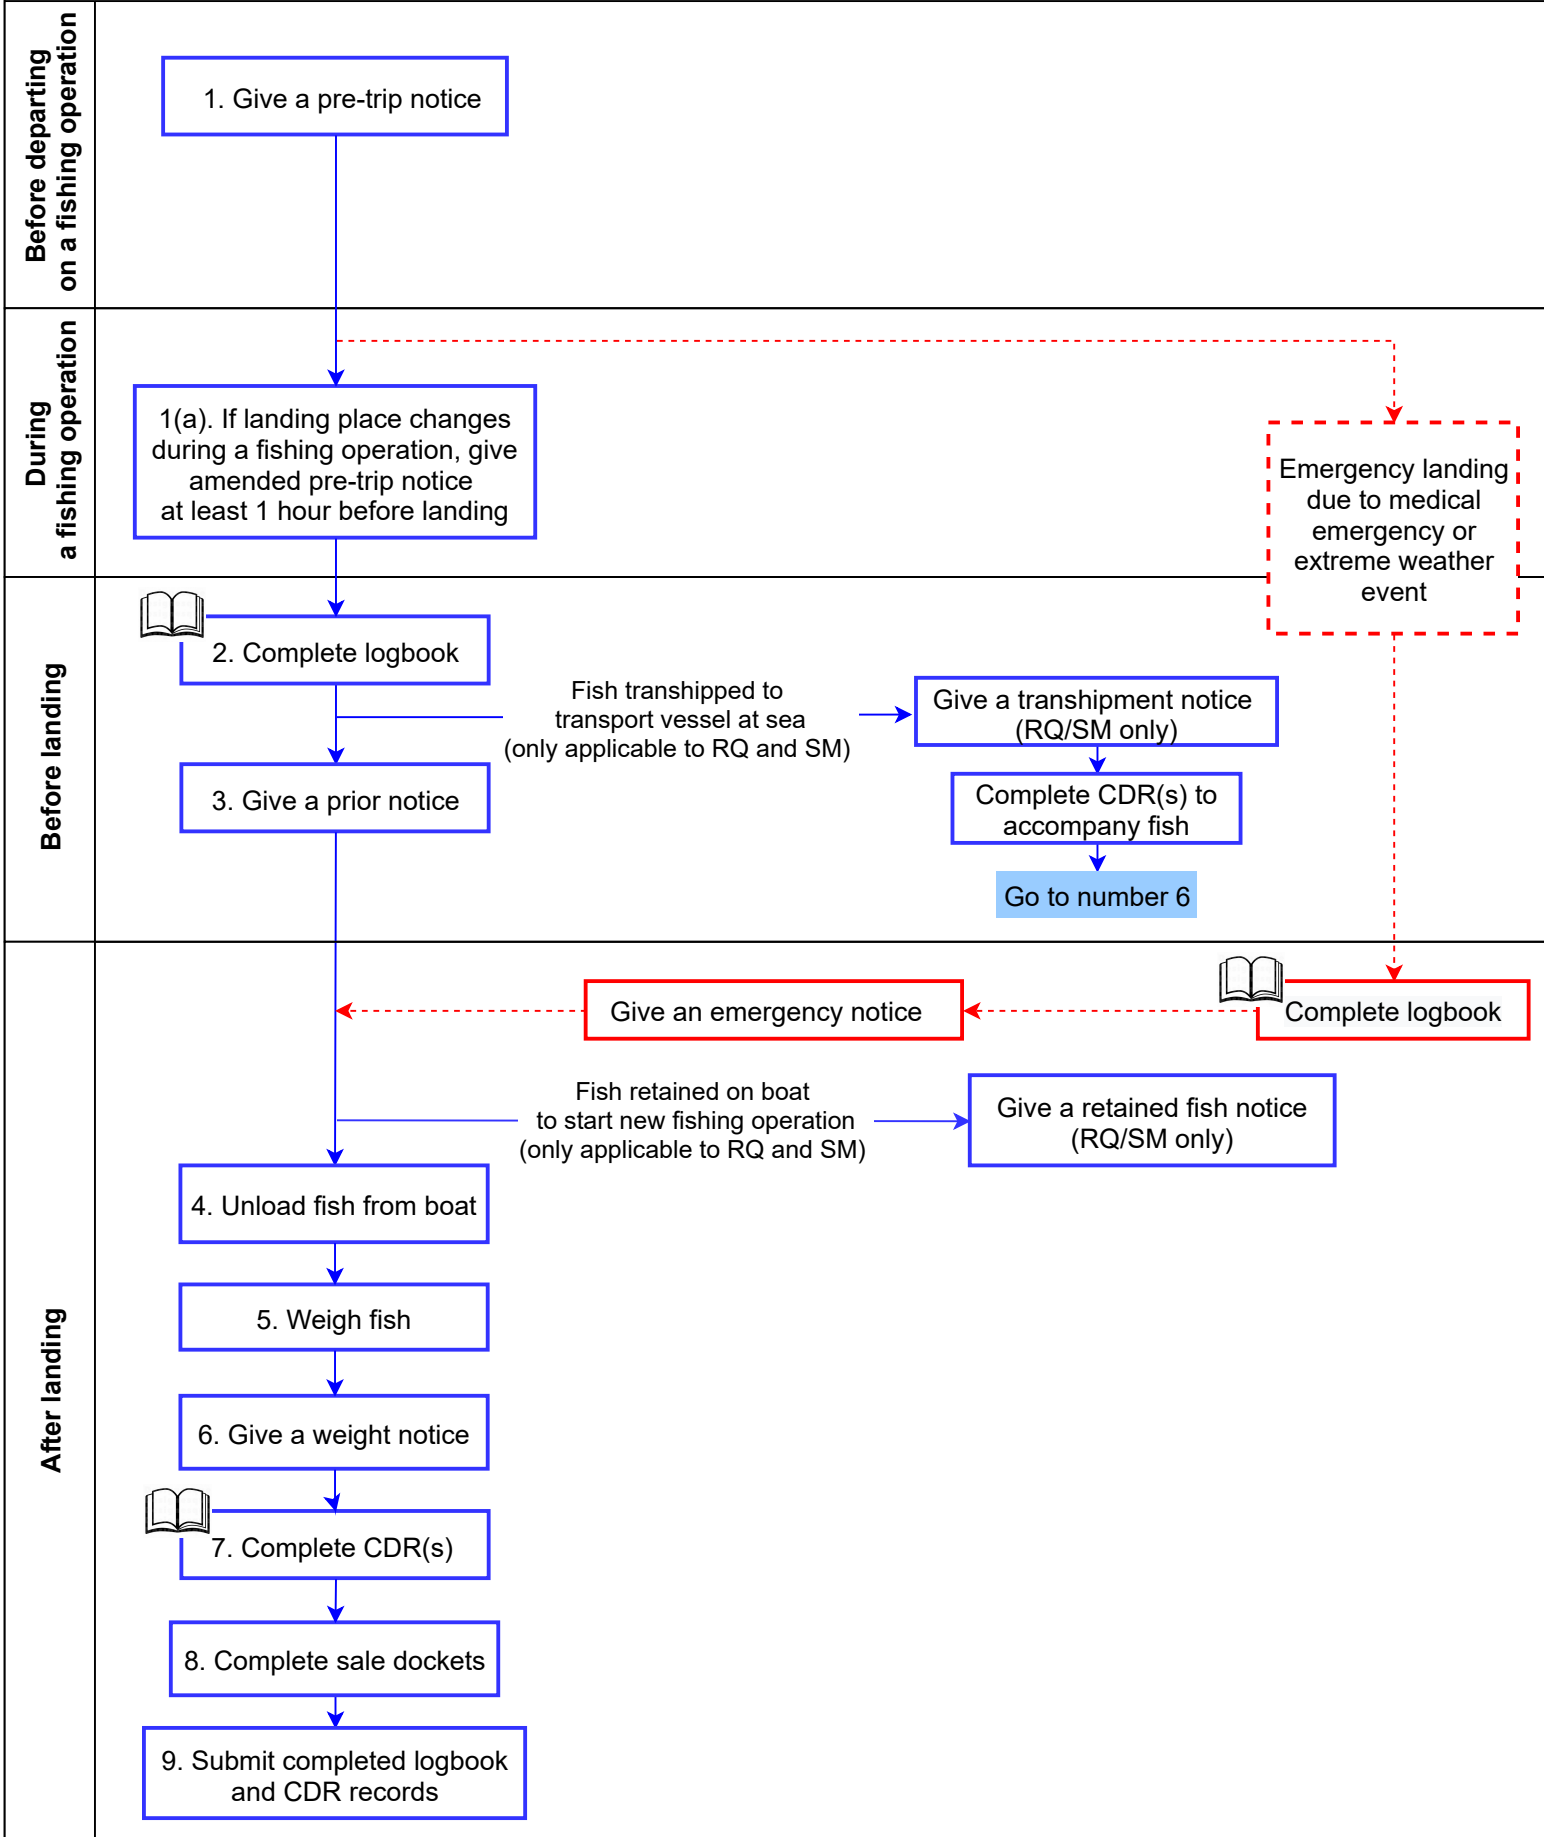 Before departing
on a fishing operation
1. Give a pre-trip notice
During
a fishing operation
1(a). If landing place changes
during a fishing operation, give
amended pre-trip notice
at least 1 hour before landing
Emergency landing
due to medical
emergency or
extreme weather
event
Before landing
2. Complete logbook
Fish transhipped to
transport vessel at sea
(only applicable to RQ and SM)
Give a transhipment notice
(RQ/SM only)
3. Give a prior notice
Complete CDR(s) to
accompany fish
Go to number 6
After landing
Give an emergency notice
Complete logbook
Fish retained on boat
to start new fishing operation
(only applicable to RQ and SM)
Give a retained fish notice
(RQ/SM only)
4. Unload fish from boat
5. Weigh fish
6. Give a weight notice
7. Complete CDR(s)
8. Complete sale dockets
9. Submit completed logbook
and CDR records